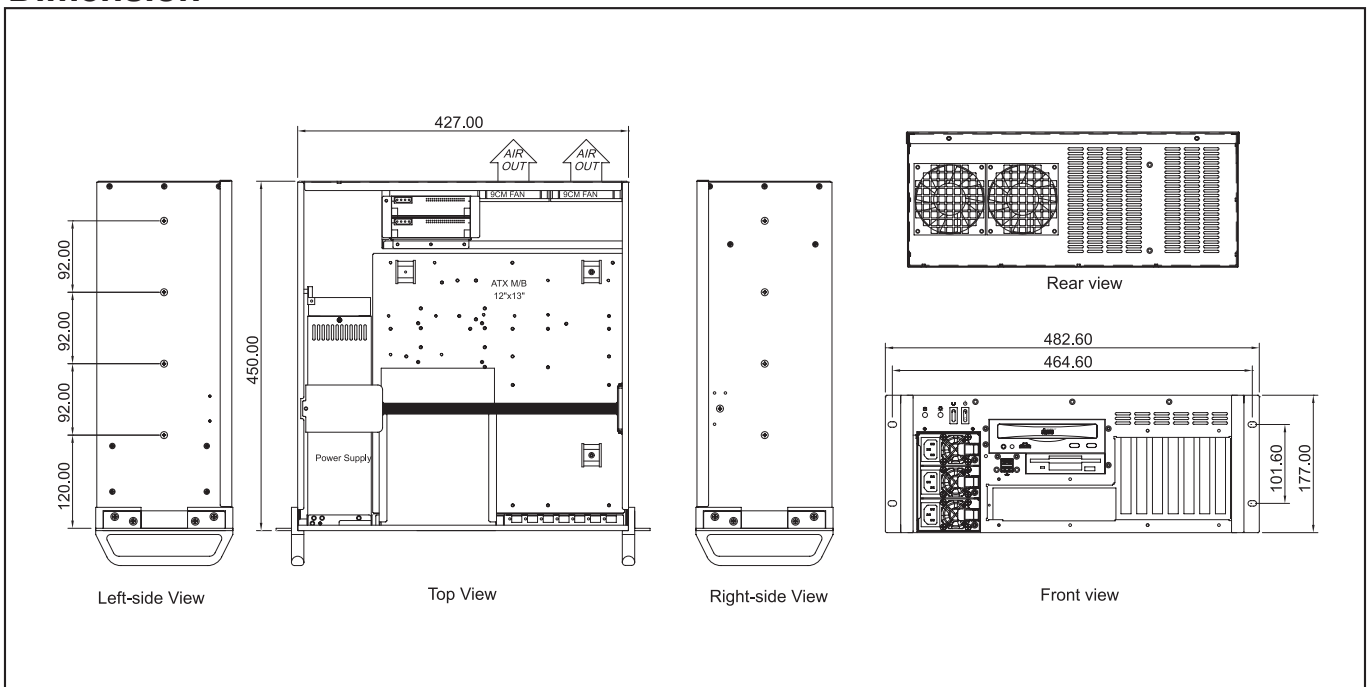 Dimension
427.00
AIR
OUT
AIR
OUT
9CM FAN
9CM FAN
92.00
92.00
92.00
120.00
450.00
ATX M/B
12"x13"
Power Supply
Left-side View
Top View
Right-side View
Rear view
482.60
464.60
101.60
177.00
Front view